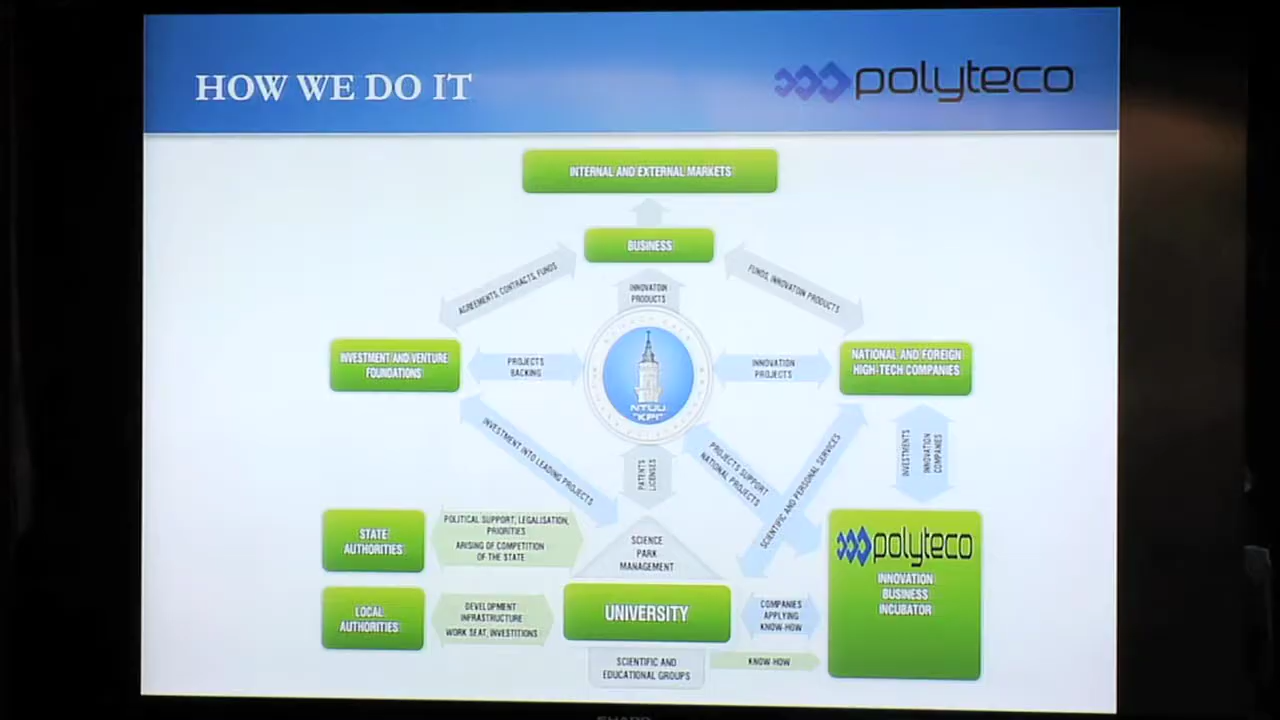 HOW WE DO IT
polyteco
INTERNAL AND EXTERNAL MARKETS
BUSINESS
AGREEMENTS, CONTRACTS, FUNDS
FUNDS, INNOVATOIN PRODUCTS
INNOVATOIN
PRODUCTS
INVESTMENT AND VENTURE
FOUNDATIONS
PROJECTS
BACKING
NTUU
"KPI"
INNOVATION
PROJECTS
NATIONAL AND FOREIGN
HIGH-TECH COMPANIES
INVESTMENT INTO LEADING PROJECTS
PATENTS
LICENSES
PROJECTS SUPPORT
NATIONAL PROJECTS
SCIENTIFIC AND PERSONAL SERVICES
INVESTMENTS
INNOVATION
COMPANIES
STATE
AUTHORITIES
POLITICAL SUPPORT, LEGALISATION,
PRIORITIES
ARISING OF COMPETITION
OF THE STATE
SCIENCE
PARK
MANAGEMENT
polyteco
INNOVATION
BUSINESS
INCUBATOR
LOCAL
AUTHORITIES
DEVELOPMENT
INFRASTRUCTURE
WORK SEAT, INVESTITIONS
UNIVERSITY
COMPANIES
APPLYING
KNOW-HOW
SCIENTIFIC AND
EDUCATIONAL GROUPS
KNOW-HOW